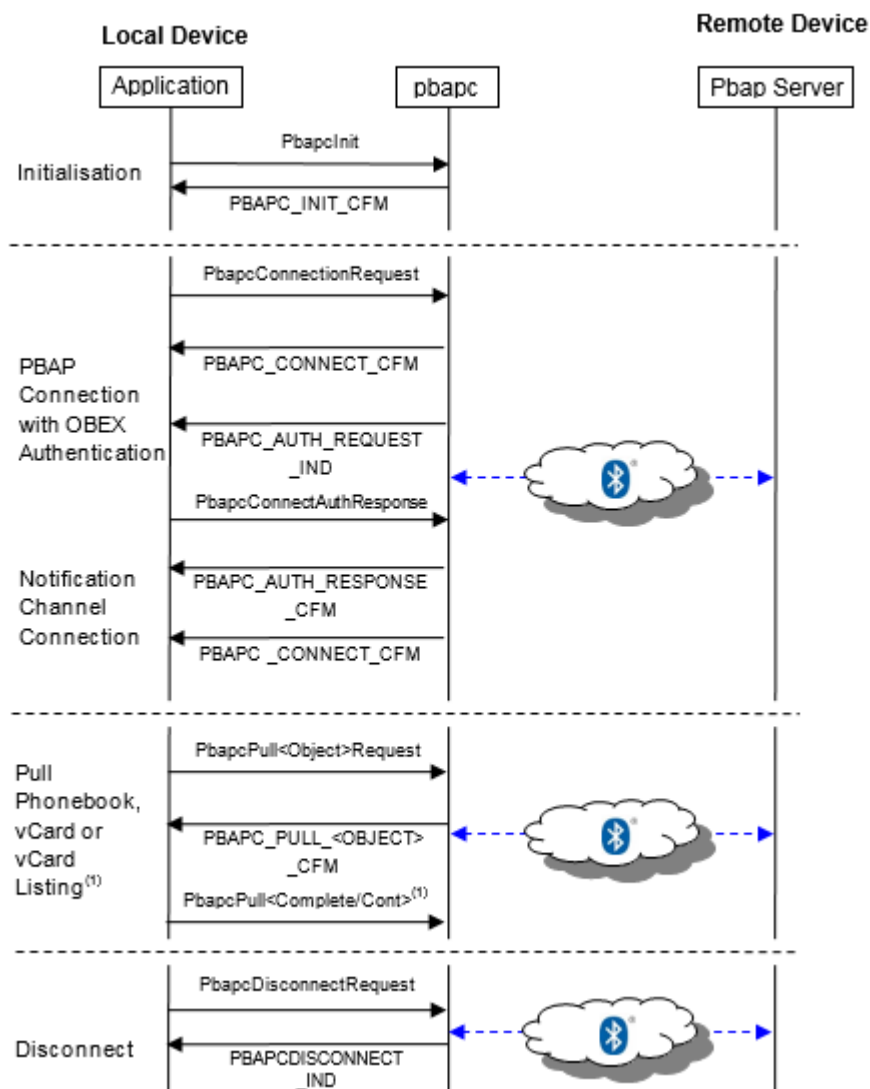 Local Device
Remote Device
Application
pbapc
Pbap Server
Initialisation
PbapcInit
PBAPC_INIT_CFM
PBAP
Connection
with OBEX
Authentication
PbapcConnectionRequest
PBAPC_CONNECT_CFM
PBAPC_AUTH_REQUEST
_IND
PbapcConnectAuthResponse
Notification
Channel
Connection
PBAPC_AUTH_RESPONSE
_CFM
PBAPC _CONNECT_CFM
Pull
Phonebook,
vCard or
vCard
Listing(1)
PbapcPull<Object>Request
PBAPC_PULL_<OBJECT>
_CFM
PbapcPull<Complete/Cont>(1)
Disconnect
PbapcDisconnectRequest
PBAPCDISCONNECT
_IND